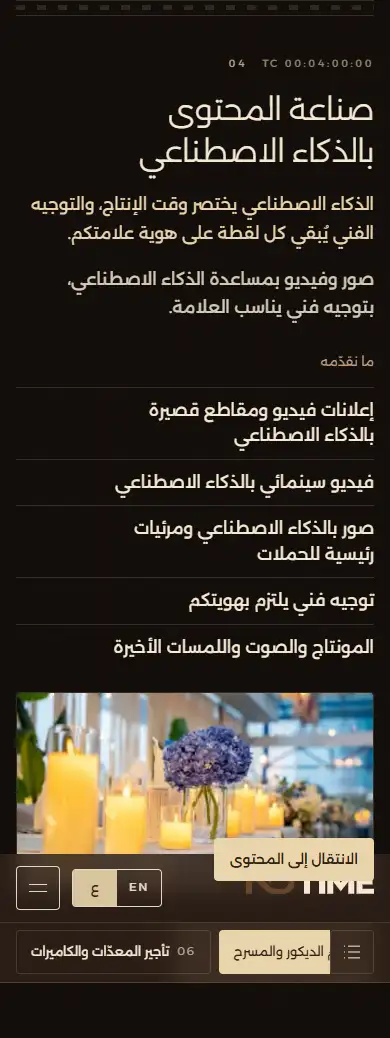 04 TC 00:04:00:00
صناعة المحتوى
بالذكاء الاصطناعي
الذكاء الاصطناعي يختصر وقت الإنتاج، والتوجيه
الفني يُبقي كل لقطة على هوية علامتكم.
صور وفيديو بمساعدة الذكاء الاصطناعي،
بتوجيه فني يناسب العلامة.
ما نقدّمه
إعلانات فيديو ومقاطع قصيرة
بالذكاء الاصطناعي
فيديو سينمائي بالذكاء الاصطناعي
صور بالذكاء الاصطناعي ومرئيات
رئيسية للحملات
توجيه فني يلتزم بهويتكم
المونتاج والصوت واللمسات الأخيرة
الانتقال إلى المحتوى
TIME
EN ع
الديكور والمسرح
06 تأجير المعدّات والكاميرات